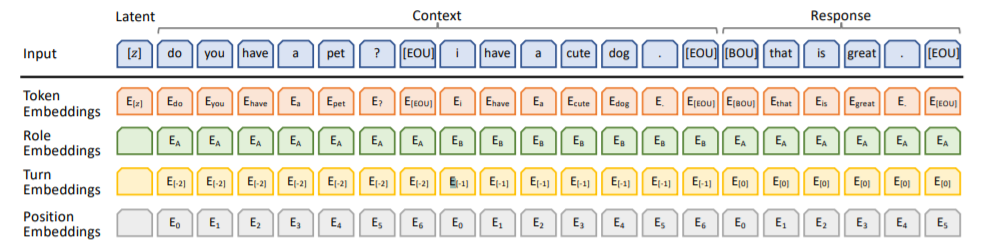 Latent Context Response
Input [z] do you have a pet ? [EOU] i have a cute dog . [EOU] [BOU] that is great . [EOU]
Token Embeddings E[z] Edo Eyou Ehave Ea Epet E? E[EOU] Ei Ehave Ea Ecute Edog E. E[EOU] E[BOU] Ethat Eis Egreat E. E[EOU]
Role Embeddings EA EA EA EA EA EA EA EB EB EB EB EB EB EB EA EA EA EA EA EA
Turn Embeddings E[-2] E[-2] E[-2] E[-2] E[-2] E[-2] E[-2] E[-1] E[-1] E[-1] E[-1] E[-1] E[-1] E[-1] E[0] E[0] E[0] E[0] E[0] E[0]
Position Embeddings E0 E1 E2 E3 E4 E5 E6 E0 E1 E2 E3 E4 E5 E6 E0 E1 E2 E3 E4 E5